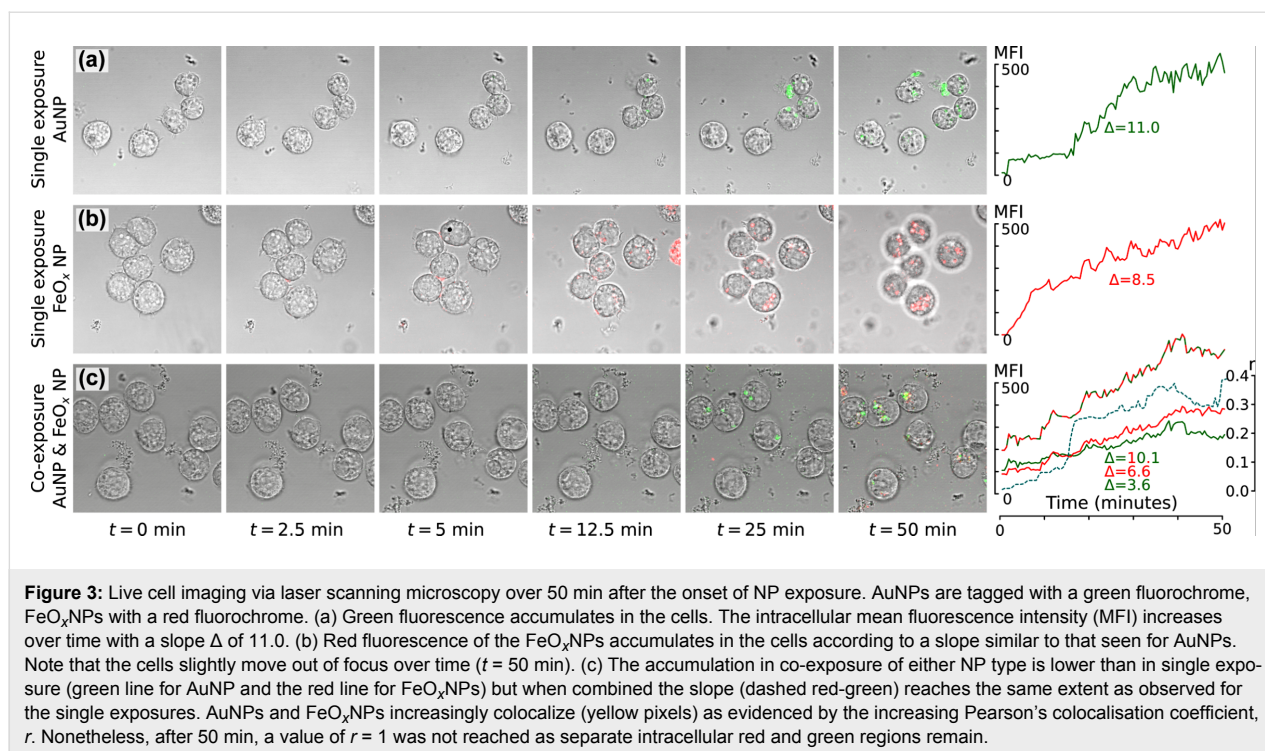 (a)
Single exposure
AuNP
MFI
500
0
Δ=11.0
(b)
Single exposure
FeOₓ NP
MFI
500
0
Δ=8.5
(c)
Co-exposure
AuNP & FeOₓ NP
MFI
500
0
Δ=10.1
Δ=6.6
Δ=3.6
r
0.4
0.3
0.2
0.1
0.0
Time (minutes)
0
50
t = 0 min
t = 2.5 min
t = 5 min
t = 12.5 min
t = 25 min
t = 50 min
Figure 3: Live cell imaging via laser scanning microscopy over 50 min after the onset of NP exposure. AuNPs are tagged with a green fluorochrome,
FeOₓNPs with a red fluorochrome. (a) Green fluorescence accumulates in the cells. The intracellular mean fluorescence intensity (MFI) increases
over time with a slope Δ of 11.0. (b) Red fluorescence of the FeOₓNPs accumulates in the cells according to a slope similar to that seen for AuNPs.
Note that the cells slightly move out of focus over time (t = 50 min). (c) The accumulation in co-exposure of either NP type is lower than in single expo-
sure (green line for AuNP and the red line for FeOₓNPs) but when combined the slope (dashed red-green) reaches the same extent as observed for
the single exposures. AuNPs and FeOₓNPs increasingly colocalize (yellow pixels) as evidenced by the increasing Pearson’s colocalisation coefficient,
r. Nonetheless, after 50 min, a value of r = 1 was not reached as separate intracellular red and green regions remain.